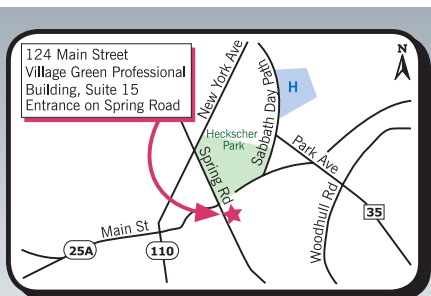 124 Main Street
Village Green Professional
Building, Suite 15
Entrance on Spring Road
New York Ave
Sabbath Day Path
H
N
Heckscher
Park
Spring Rd
Park Ave
Woodhull Rd
35
Main St
25A
110